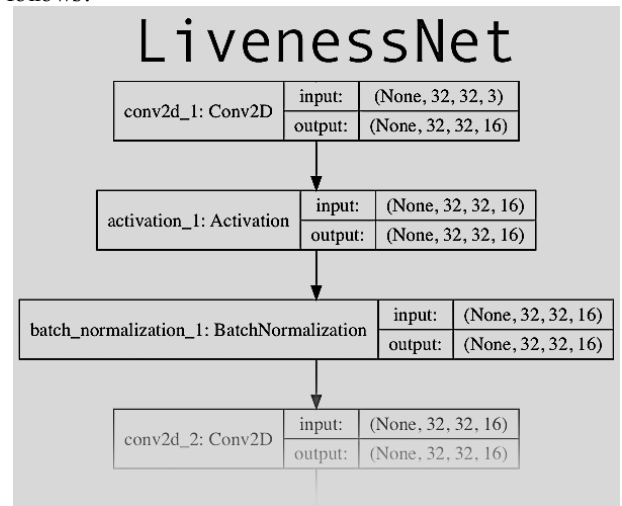 follows:
LivenessNet
conv2d_1: Conv2D
input: (None, 32, 32, 3)
output: (None, 32, 32, 16)
activation_1: Activation
input: (None, 32, 32, 16)
output: (None, 32, 32, 16)
batch_normalization_1: BatchNormalization
input: (None, 32, 32, 16)
output: (None, 32, 32, 16)
conv2d_2: Conv2D
input: (None, 32, 32, 16)
output: (None, 32, 32, 16)